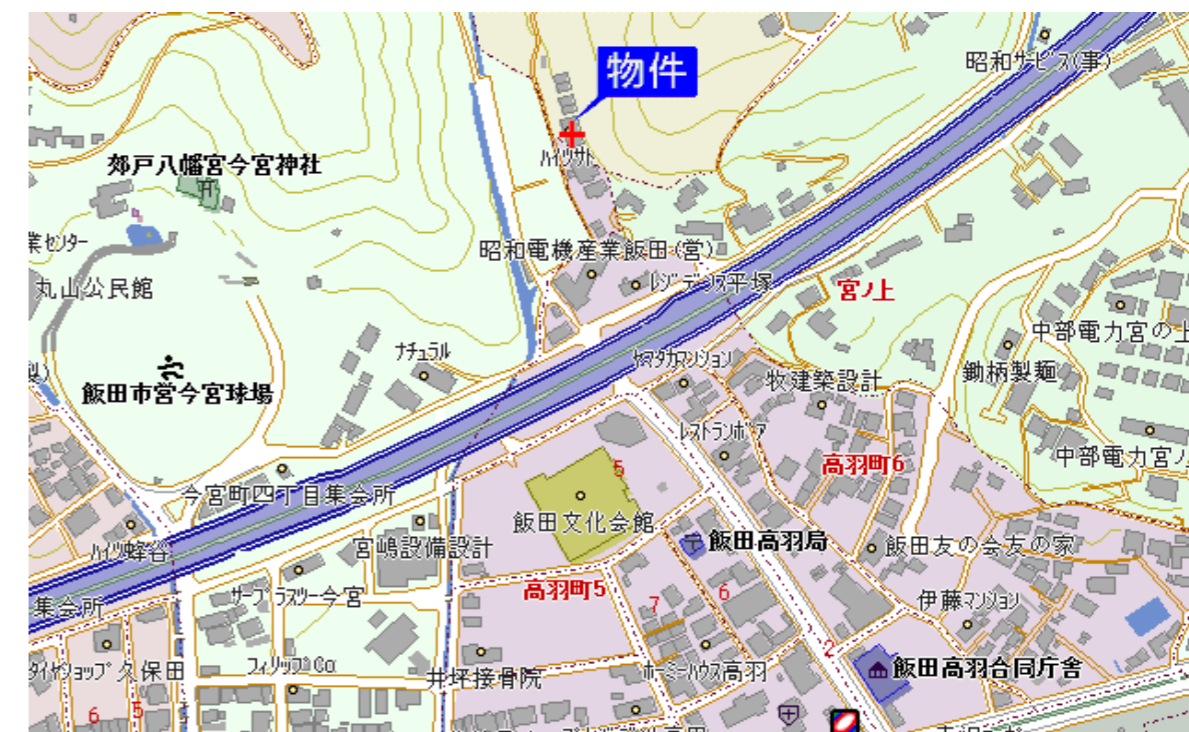 昭和サービス(事)
物件
ハイツサト
郊戸八幡宮今宮神社
業センター
昭和電機産業飯田(営)
丸山公民館
レジデンス平塚
宮ノ上
中部電力宮の上
ナチュラル
ヤマタカマンション
牧建築設計
鋤柄製麺
製)
飯田市営今宮球場
レストランボア
高羽町6
中部電力宮ノ上
5
今宮町四丁目集会所
飯田文化会館
宮嶋設備設計
飯田高羽局
飯田友の会友の家
ハイツ蜂谷
高羽町5
サープラスツー今宮
集会所
7
6
伊藤マンション
2
タイヤショップ久保田
フィリップCo
井坪接骨院
ホーミーハウス高羽
飯田高羽合同庁舎
6
5